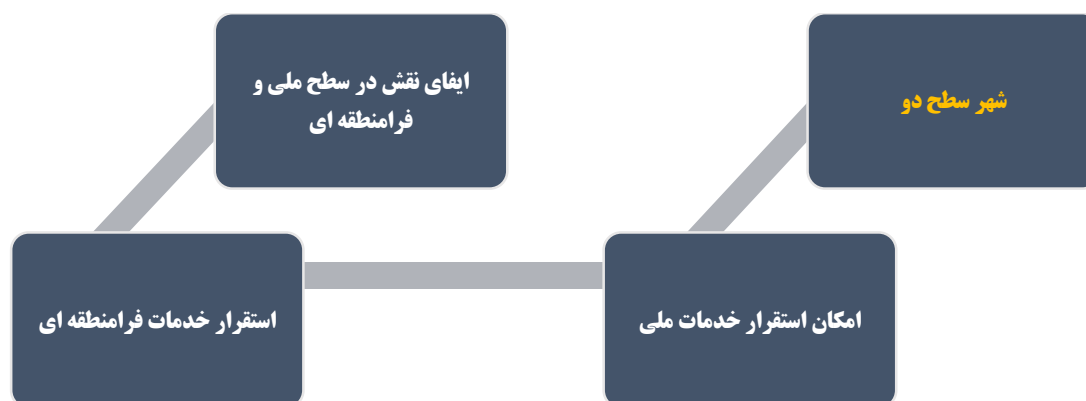 شهر سطح دو
امکان استقرار خدمات ملی
استقرار خدمات فرامنطقه ای
ایفای نقش در سطح ملی و
فرامنطقه ای